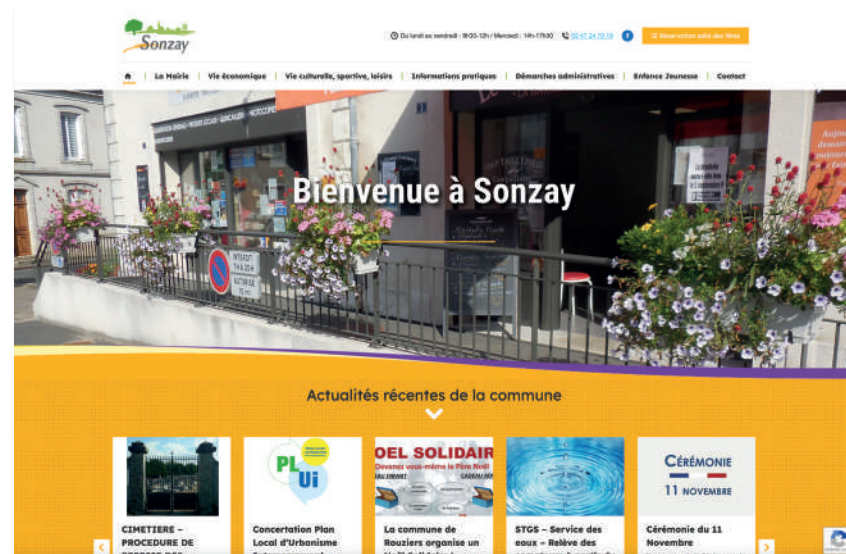 Sonzay
Du lundi au vendredi : 9h00-12h / Mercredi : 14h-17h30
02 47 24 70 19
Réservation salle des fêtes
La Mairie
Vie économique
Vie culturelle, sportive, loisirs
Informations pratiques
Démarches administratives
Enfance Jeunesse
Contact
Bienvenue à Sonzay
INTERDIT
AUTORISE
Actualités récentes de la commune
PLUi
NOEL SOLIDAIR
Devenez vous-même le Père Noël
CÉRÉMONIE
11 NOVEMBRE
CIMETIERE –
PROCEDURE DE
Concertation Plan
Local d'Urbanisme
La commune de
Rouziers organise un
STGS – Service des
eaux – Relève des
Cérémonie du 11
Novembre